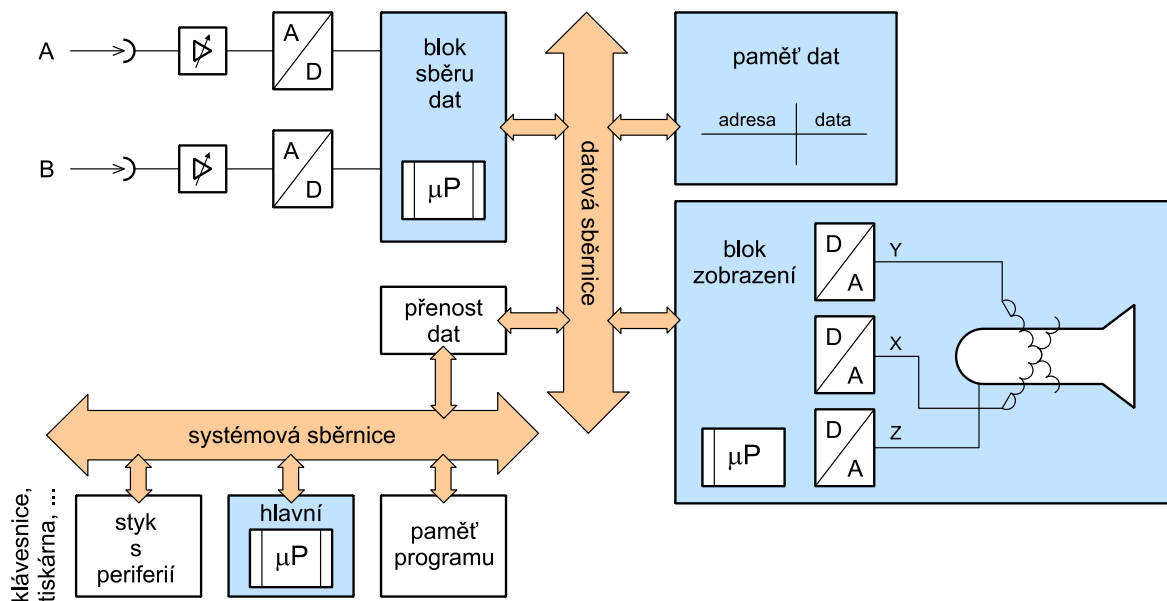 A
A
D
B
A
D
blok
sběru
dat
μP
datová sběrnice
paměť dat
adresa
data
blok
zobrazení
D
A
Y
D
A
X
D
A
Z
μP
přenost
dat
systémová sběrnice
klávesnice,
tiskárna, ...
styk
s
periferií
hlavní
μP
paměť
programu